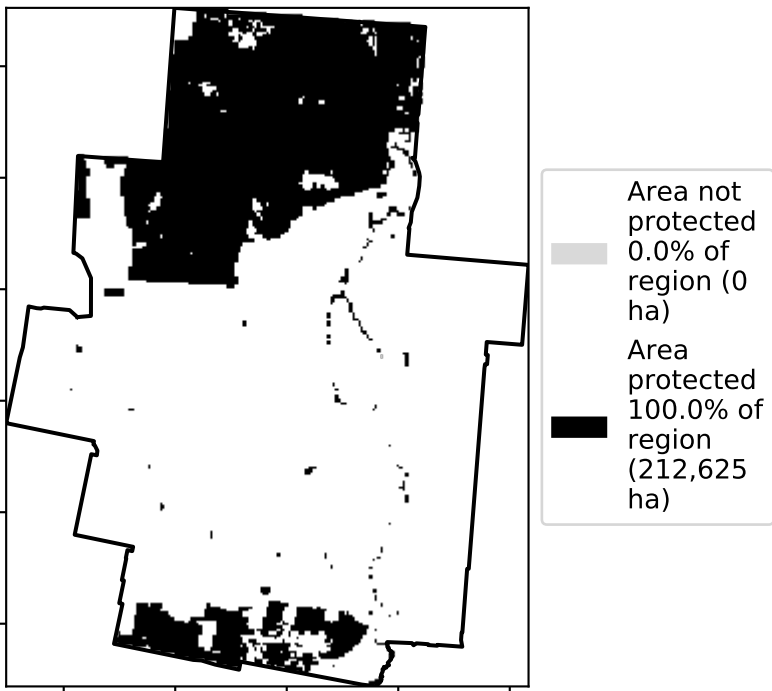 Area not
protected
0.0% of
region (0
ha)
Area
protected
100.0% of
region
(212,625
ha)